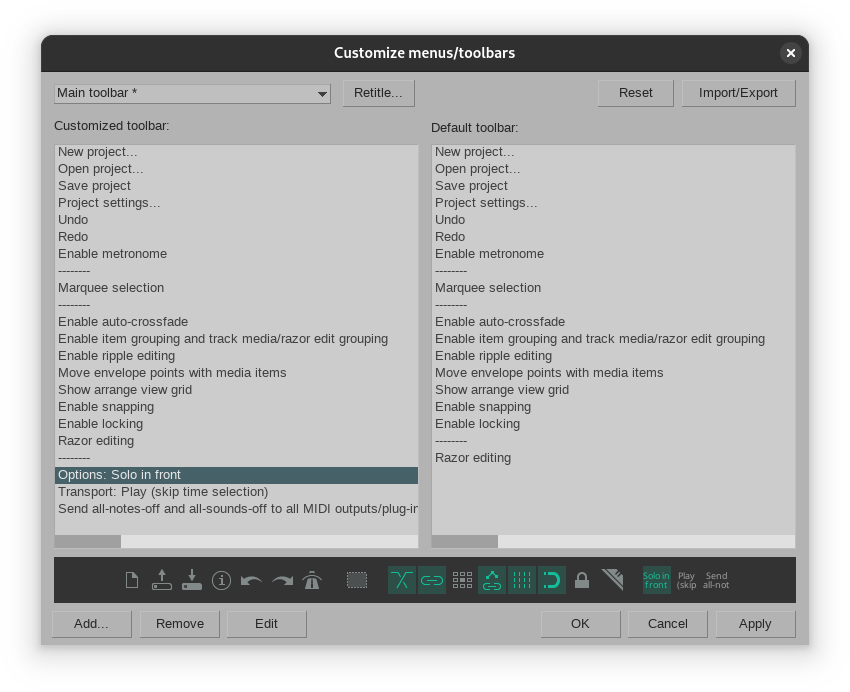 Customize menus/toolbars
Main toolbar *
Retitle...
Reset
Import/Export
Customized toolbar:
Default toolbar:
New project...
Open project...
Save project
Project settings...
Undo
Redo
Enable metronome
--------
Marquee selection
--------
Enable auto-crossfade
Enable item grouping and track media/razor edit grouping
Enable ripple editing
Move envelope points with media items
Show arrange view grid
Enable snapping
Enable locking
Razor editing
--------
Options: Solo in front
Transport: Play (skip time selection)
Send all-notes-off and all-sounds-off to all MIDI outputs/plug-in
New project...
Open project...
Save project
Project settings...
Undo
Redo
Enable metronome
--------
Marquee selection
--------
Enable auto-crossfade
Enable item grouping and track media/razor edit grouping
Enable ripple editing
Move envelope points with media items
Show arrange view grid
Enable snapping
Enable locking
--------
Razor editing
Solo in
front
Play
(skip
Send
all-not
Add...
Remove
Edit
OK
Cancel
Apply